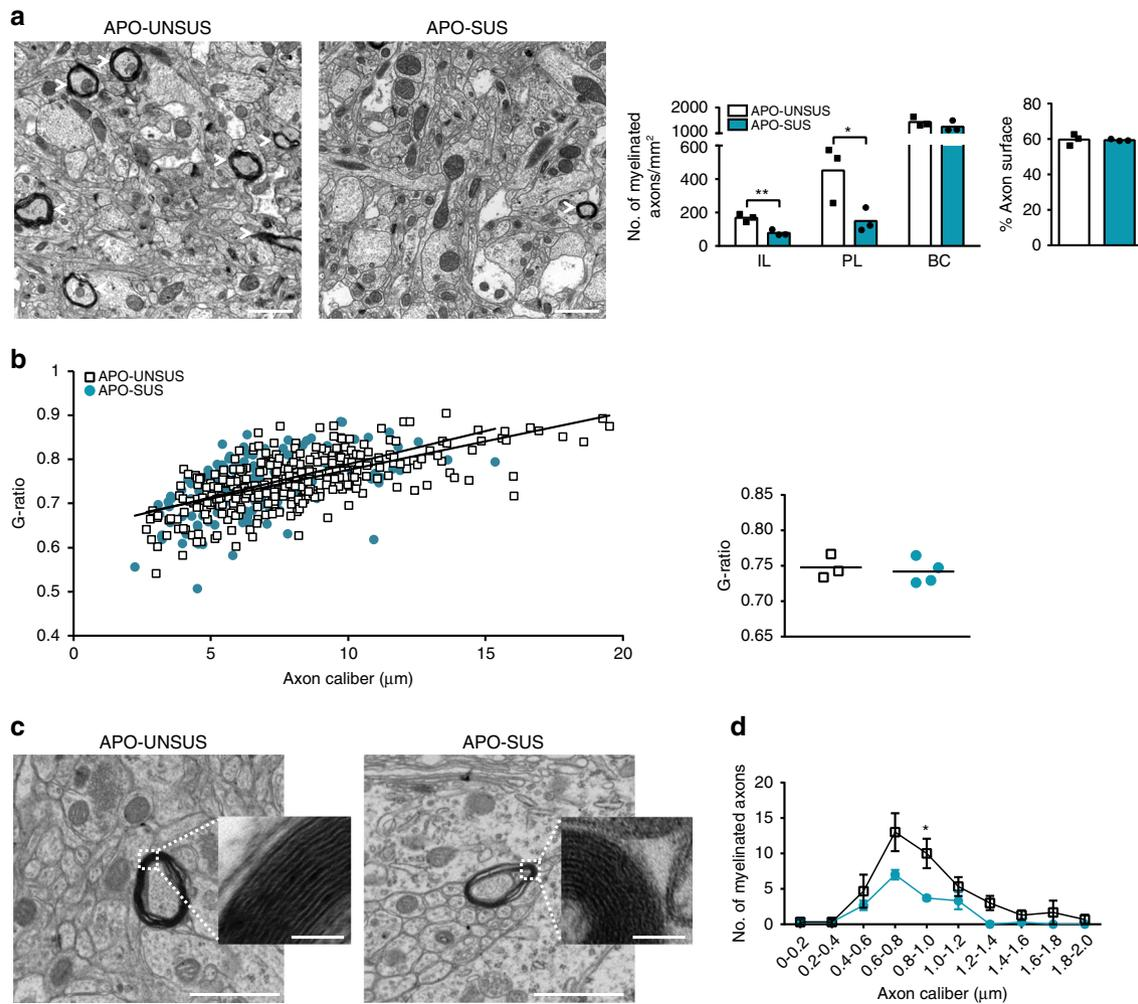 a
APO-UNSUS
APO-SUS
No. of myelinated
axons/mm²
2000
1000
600
400
200
0
APO-UNSUS
APO-SUS
**
*
IL
PL
BC
% Axon surface
80
60
40
20
0
b
G-ratio
1
0.9
0.8
0.7
0.6
0.5
0.4
APO-UNSUS
APO-SUS
0
5
10
15
20
Axon caliber (μm)
G-ratio
0.85
0.80
0.75
0.70
0.65
c
APO-UNSUS
APO-SUS
d
No. of myelinated axons
20
15
10
5
0
*
0-0.2
0.2-0.4
0.4-0.6
0.6-0.8
0.8-1.0
1.0-1.2
1.2-1.4
1.4-1.6
1.6-1.8
1.8-2.0
Axon caliber (μm)